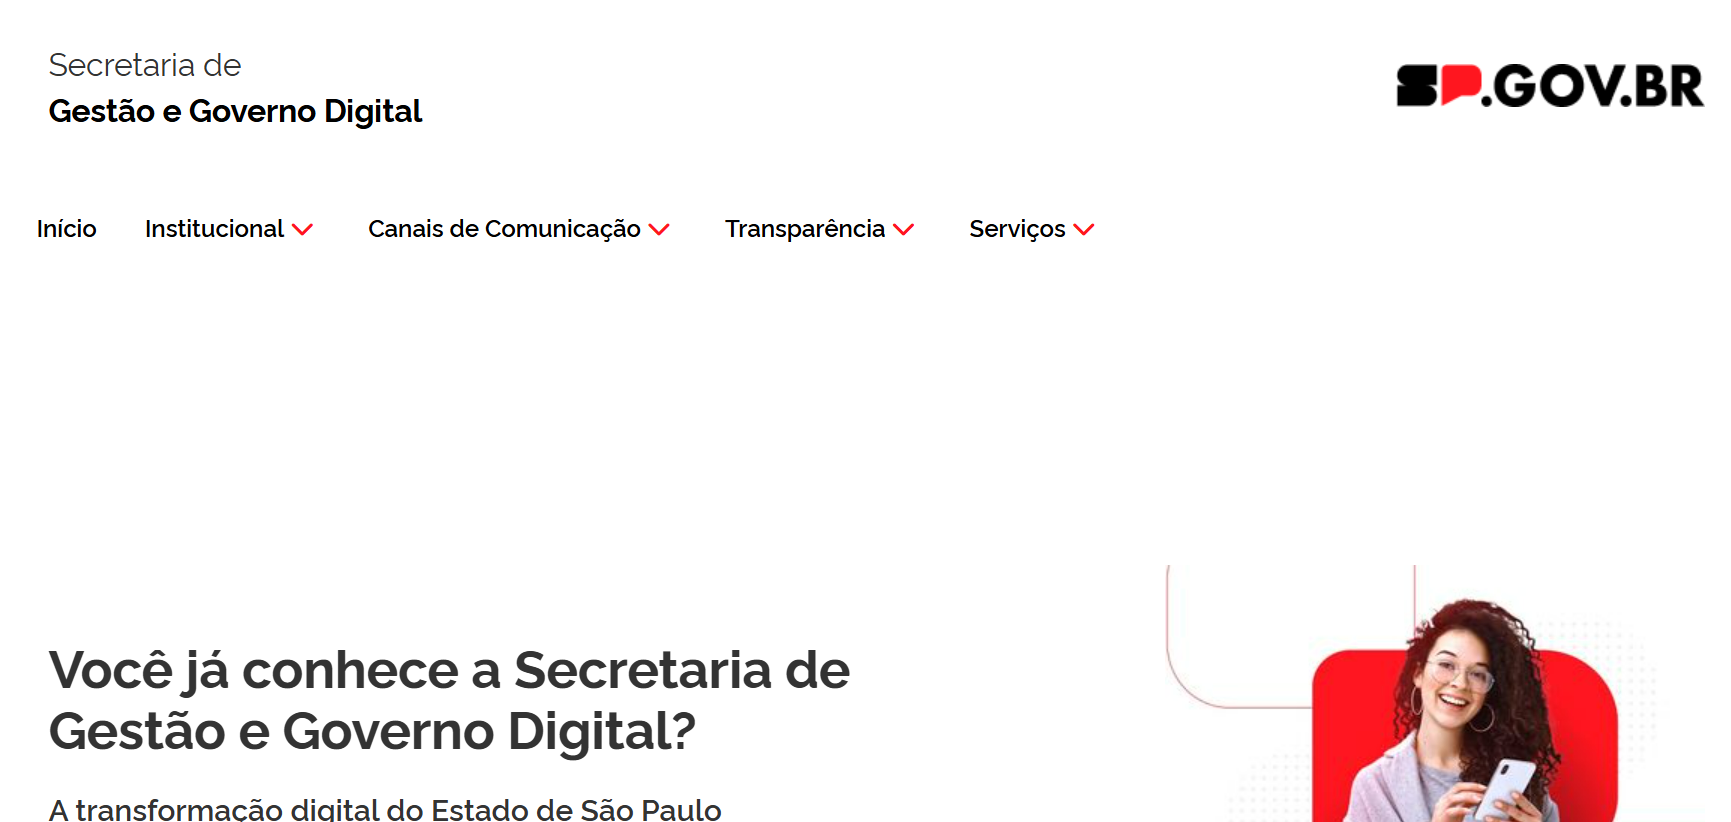 Secretaria de
Gestão e Governo Digital
SP.GOV.BR
Início Institucional Canais de Comunicação Transparência Serviços
Você já conhece a Secretaria de
Gestão e Governo Digital?
A transformação digital do Estado de São Paulo